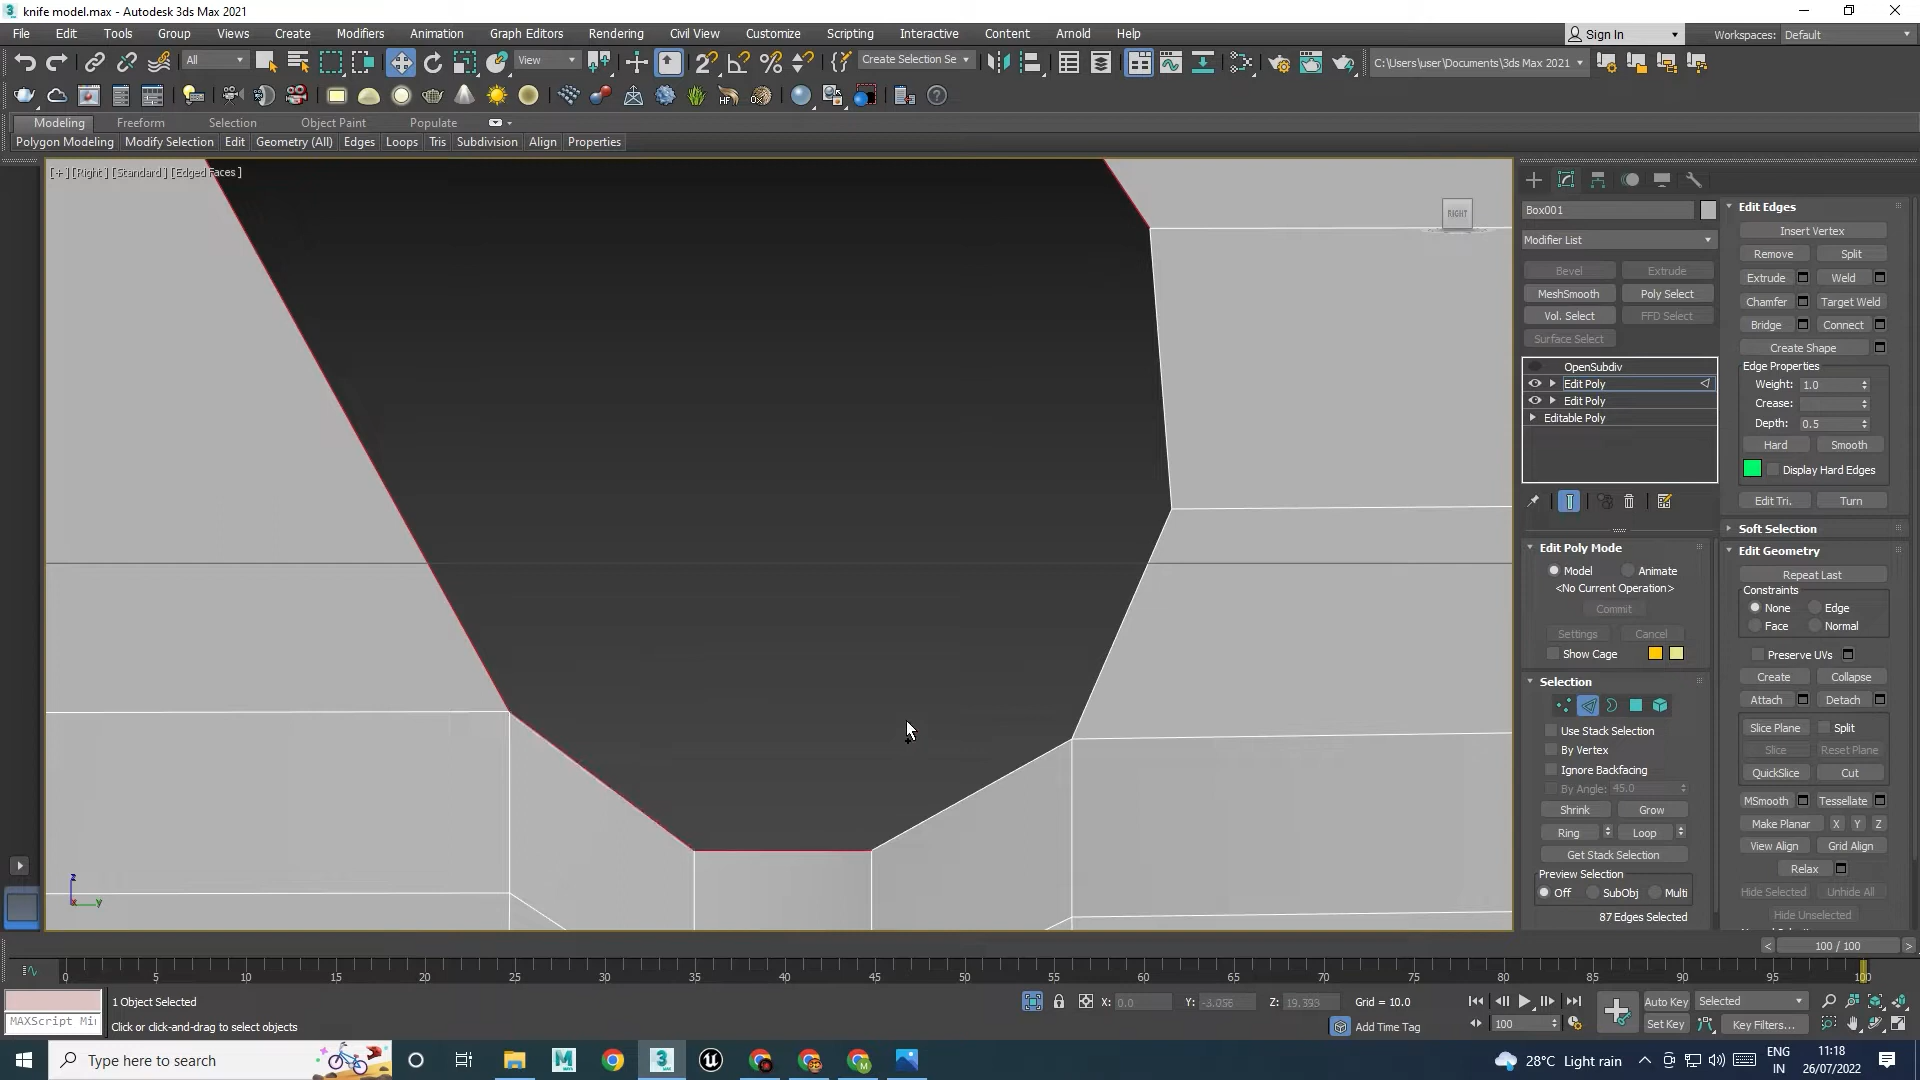 knife model.max - Autodesk 3ds Max 2021
File Edit Tools Group Views Create Modifiers Animation Graph Editors Rendering Civil View Customize Scripting Interactive Content Arnold Help
Sign In
Workspaces: Default
All
View
Create Selection Se
C:\Users\user\Documents\3ds Max 2021
Modeling Freeform Selection Object Paint Populate
Polygon Modeling Modify Selection Edit Geometry (All) Edges Loops Tris Subdivision Align Properties
[+] [Right] [Standard] [Edged Faces]
RIGHT
Box001
Modifier List
Bevel Extrude
MeshSmooth Poly Select
Vol. Select FFD Select
Surface Select
OpenSubdiv
Edit Poly
Edit Poly
Editable Poly
Edit Poly Mode
Model Animate
<No Current Operation>
Commit
Settings Cancel
Show Cage
Selection
Use Stack Selection
By Vertex
Ignore Backfacing
By Angle: 45.0
Shrink Grow
Ring Loop
Get Stack Selection
Preview Selection
Off SubObj Multi
87 Edges Selected
Edit Edges
Insert Vertex
Remove Split
Extrude Weld
Chamfer Target Weld
Bridge Connect
Create Shape
Edge Properties
Weight: 1.0
Crease:
Depth: 0.5
Hard Smooth
Display Hard Edges
Edit Tri. Turn
Soft Selection
Edit Geometry
Repeat Last
Constraints
None Edge
Face Normal
Preserve UVs
Create Collapse
Attach Detach
Slice Plane Split
Slice Reset Plane
QuickSlice Cut
MSmooth Tessellate
Make Planar X Y Z
View Align Grid Align
Relax
Hide Selected Unhide All
Hide Unselected
z
x y
100 / 100
0 5 10 15 20 25 30 35 40 45 50 55 60 65 70 75 80 85 90 95 100
1 Object Selected
MAXScript Mi
Click or click-and-drag to select objects
X: 0.0 Y: -3.056 Z: 19.393 Grid = 10.0
Add Time Tag
100
Auto Key Selected
Set Key Key Filters...
Type here to search
28°C Light rain
ENG
IN
11:18
26/07/2022